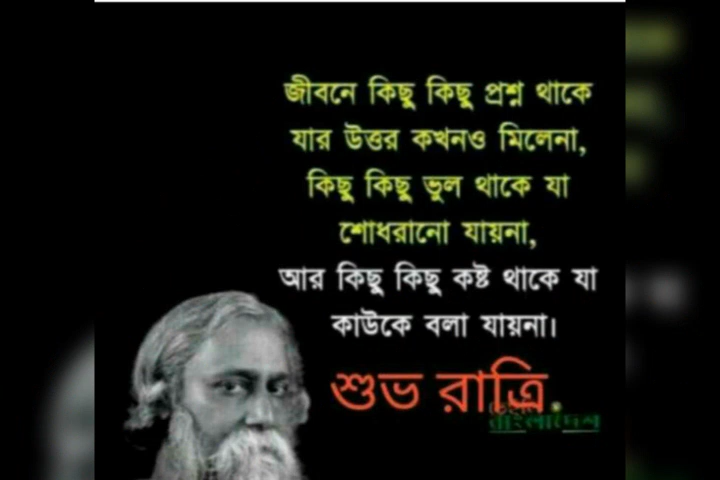 জীবনে কিছু কিছু প্রশ্ন থাকে
যার উত্তর কখনও মিলেনা,
কিছু কিছু ভুল থাকে যা
শোধরানো যায়না,
আর কিছু কিছু কষ্ট থাকে যা
কাউকে বলা যায়না।
শুভ রাত্রি
বাংলাদেশ